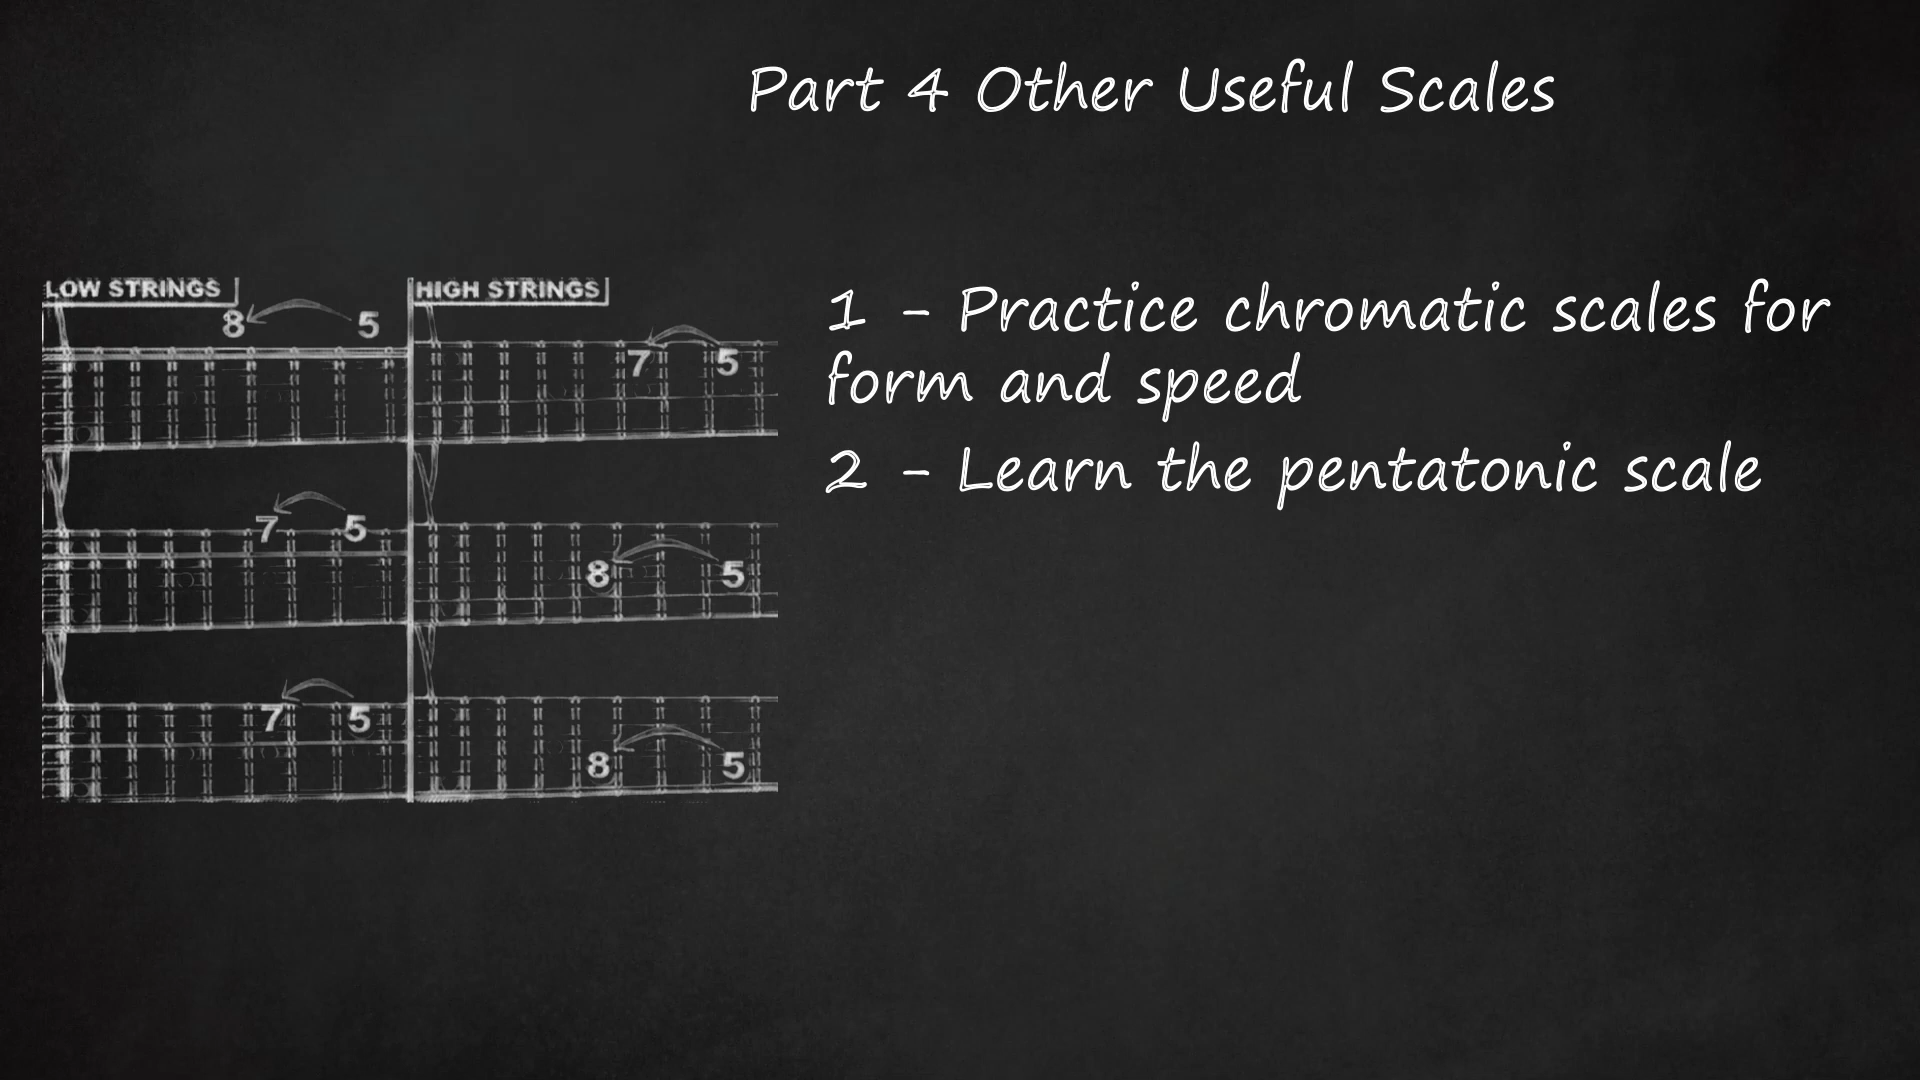 Part 4 Other Useful Scales
LOW STRINGS
8 5
7 5
7 5
HIGH STRINGS
7 5
8 5
8 5
1 - Practice chromatic scales for
form and speed
2 - Learn the pentatonic scale